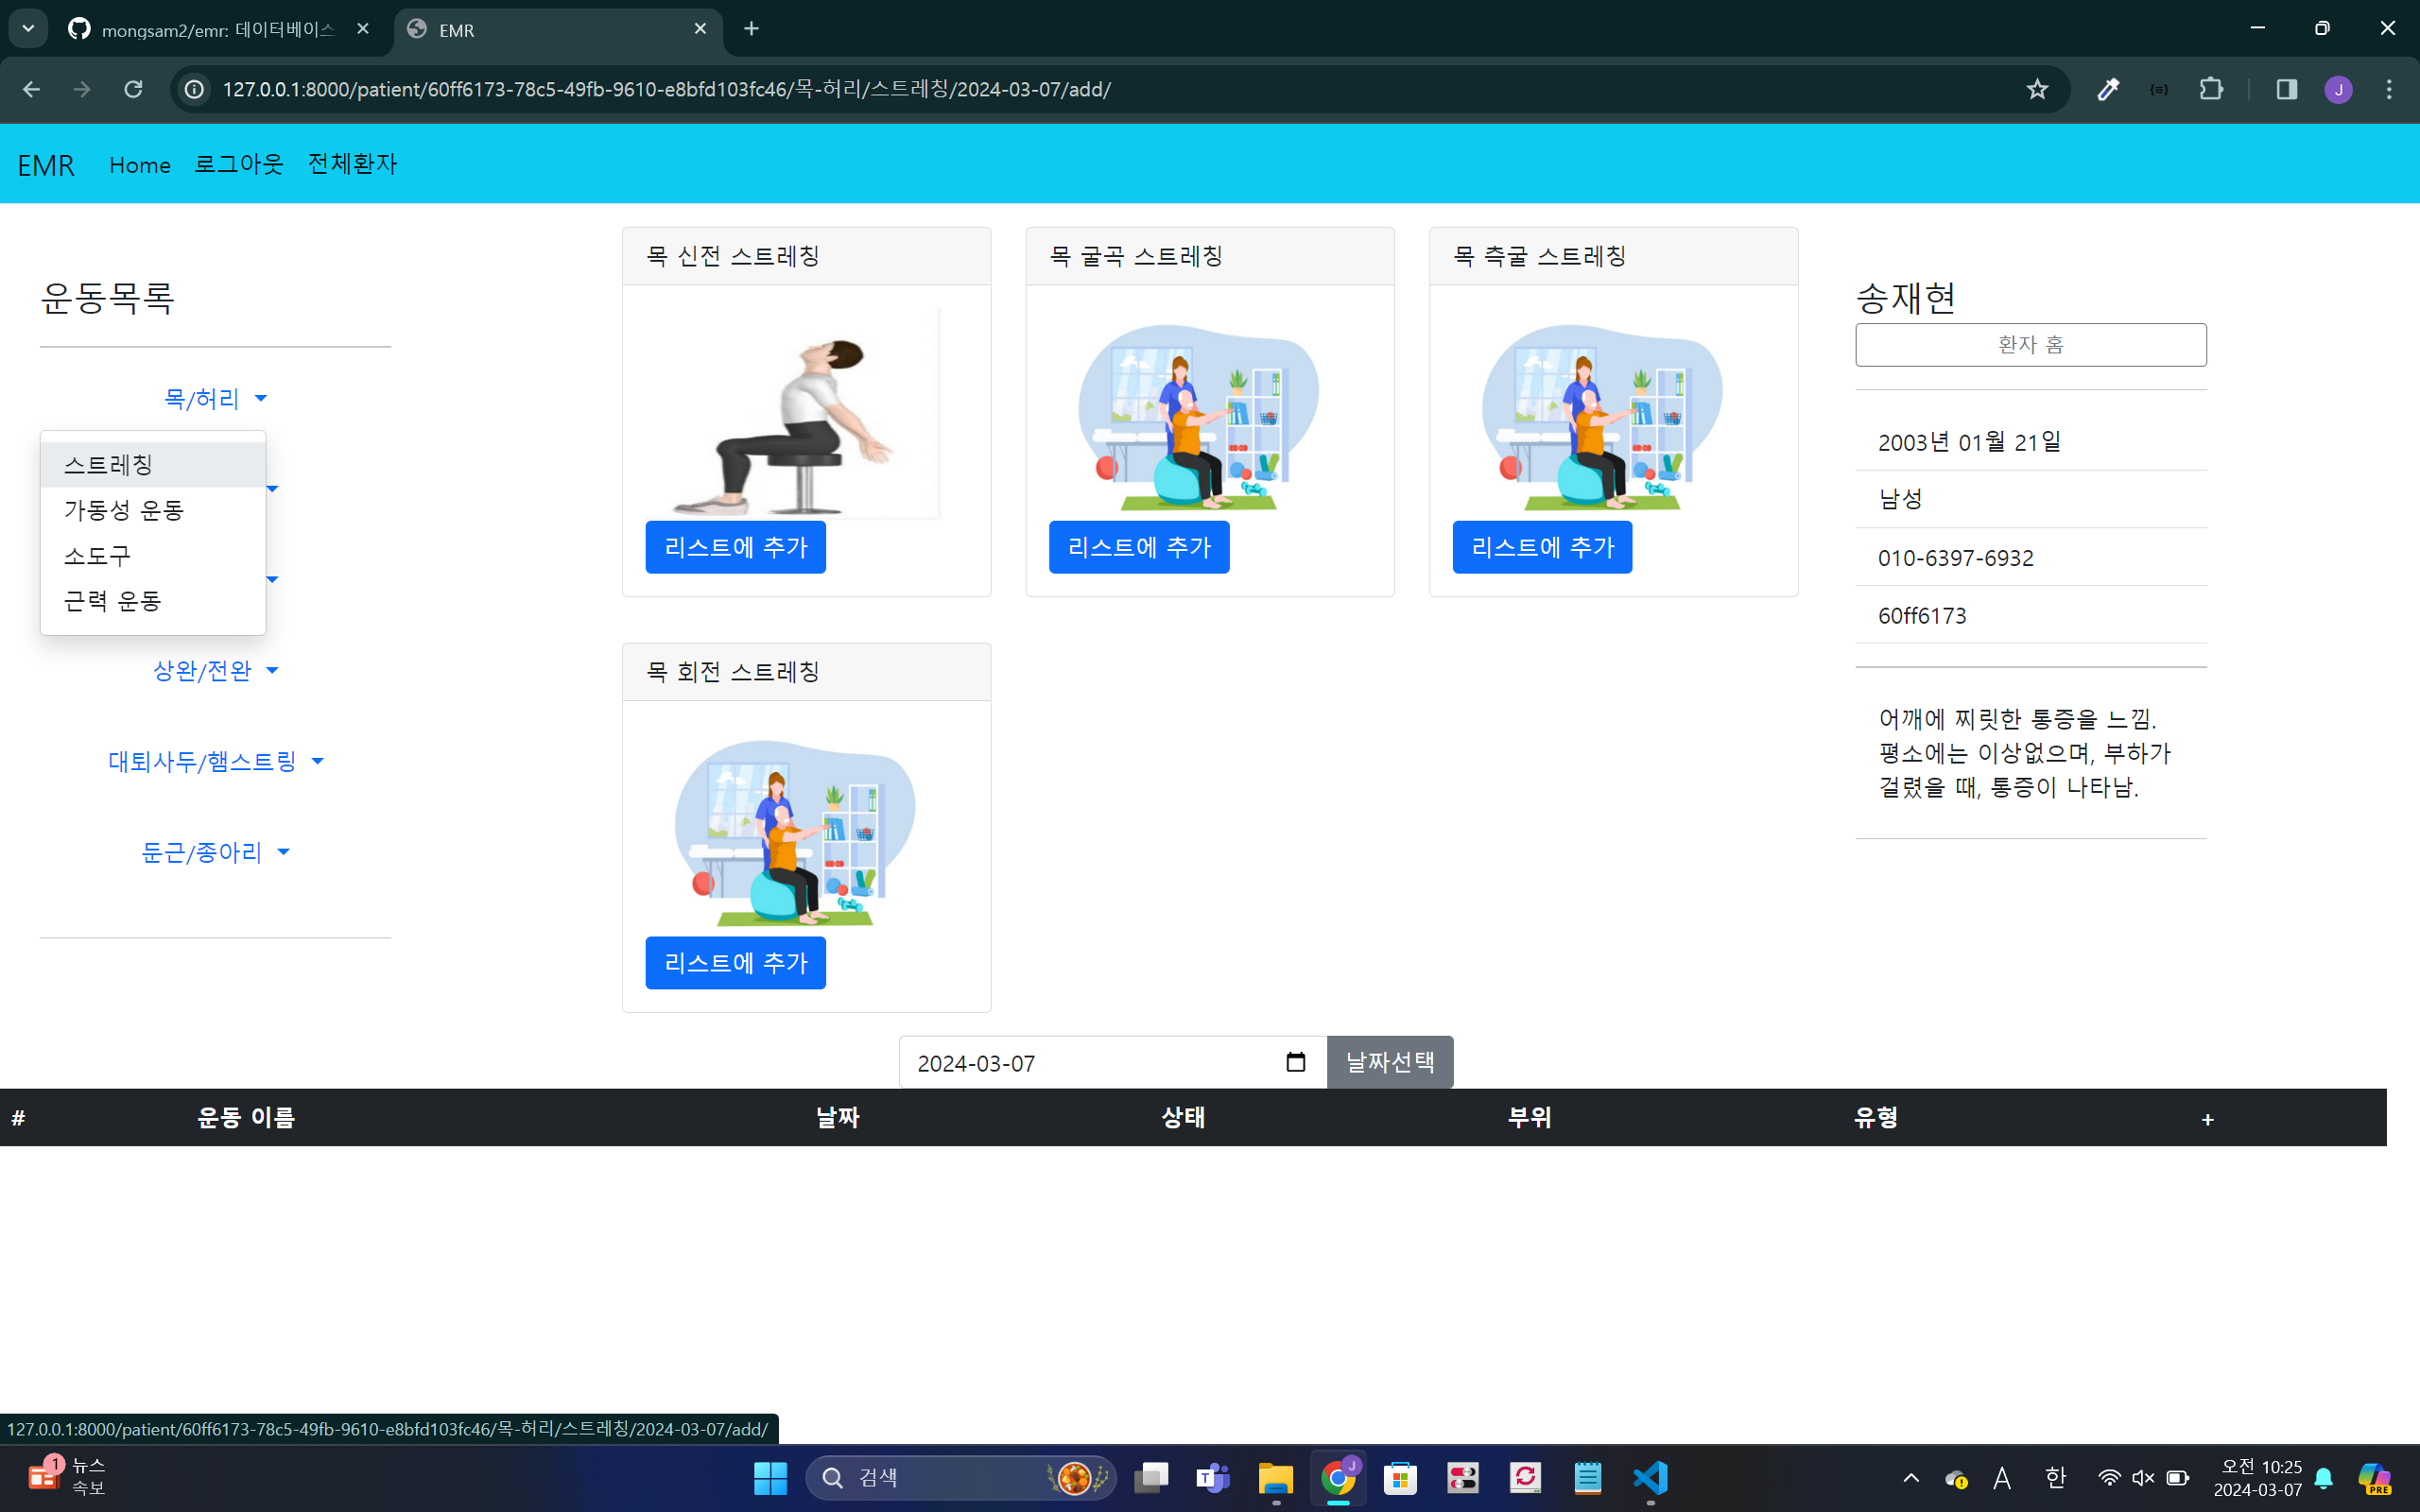 mongsam2/emr: 데이터베이스
EMR
127.0.0.1:8000/patient/60ff6173-78c5-49fb-9610-e8bfd103fc46/목-허리/스트레칭/2024-03-07/add/
J
EMR Home 로그아웃 전체환자
운동목록
목/허리
스트레칭
가동성 운동
소도구
근력 운동
상완/전완
대퇴사두/햄스트링
둔근/종아리
목 신전 스트레칭
리스트에 추가
목 굴곡 스트레칭
리스트에 추가
목 측굴 스트레칭
리스트에 추가
목 회전 스트레칭
리스트에 추가
송재현
환자 홈
2003년 01월 21일
남성
010-6397-6932
60ff6173
어깨에 찌릿한 통증을 느낌.
평소에는 이상없으며, 부하가
걸렸을 때, 통증이 나타남.
2024-03-07 날짜선택
# 운동 이름 날짜 상태 부위 유형 +
127.0.0.1:8000/patient/60ff6173-78c5-49fb-9610-e8bfd103fc46/목-허리/스트레칭/2024-03-07/add/
1 뉴스
속보
검색
T
J
A 한
오전 10:25
2024-03-07
PRE